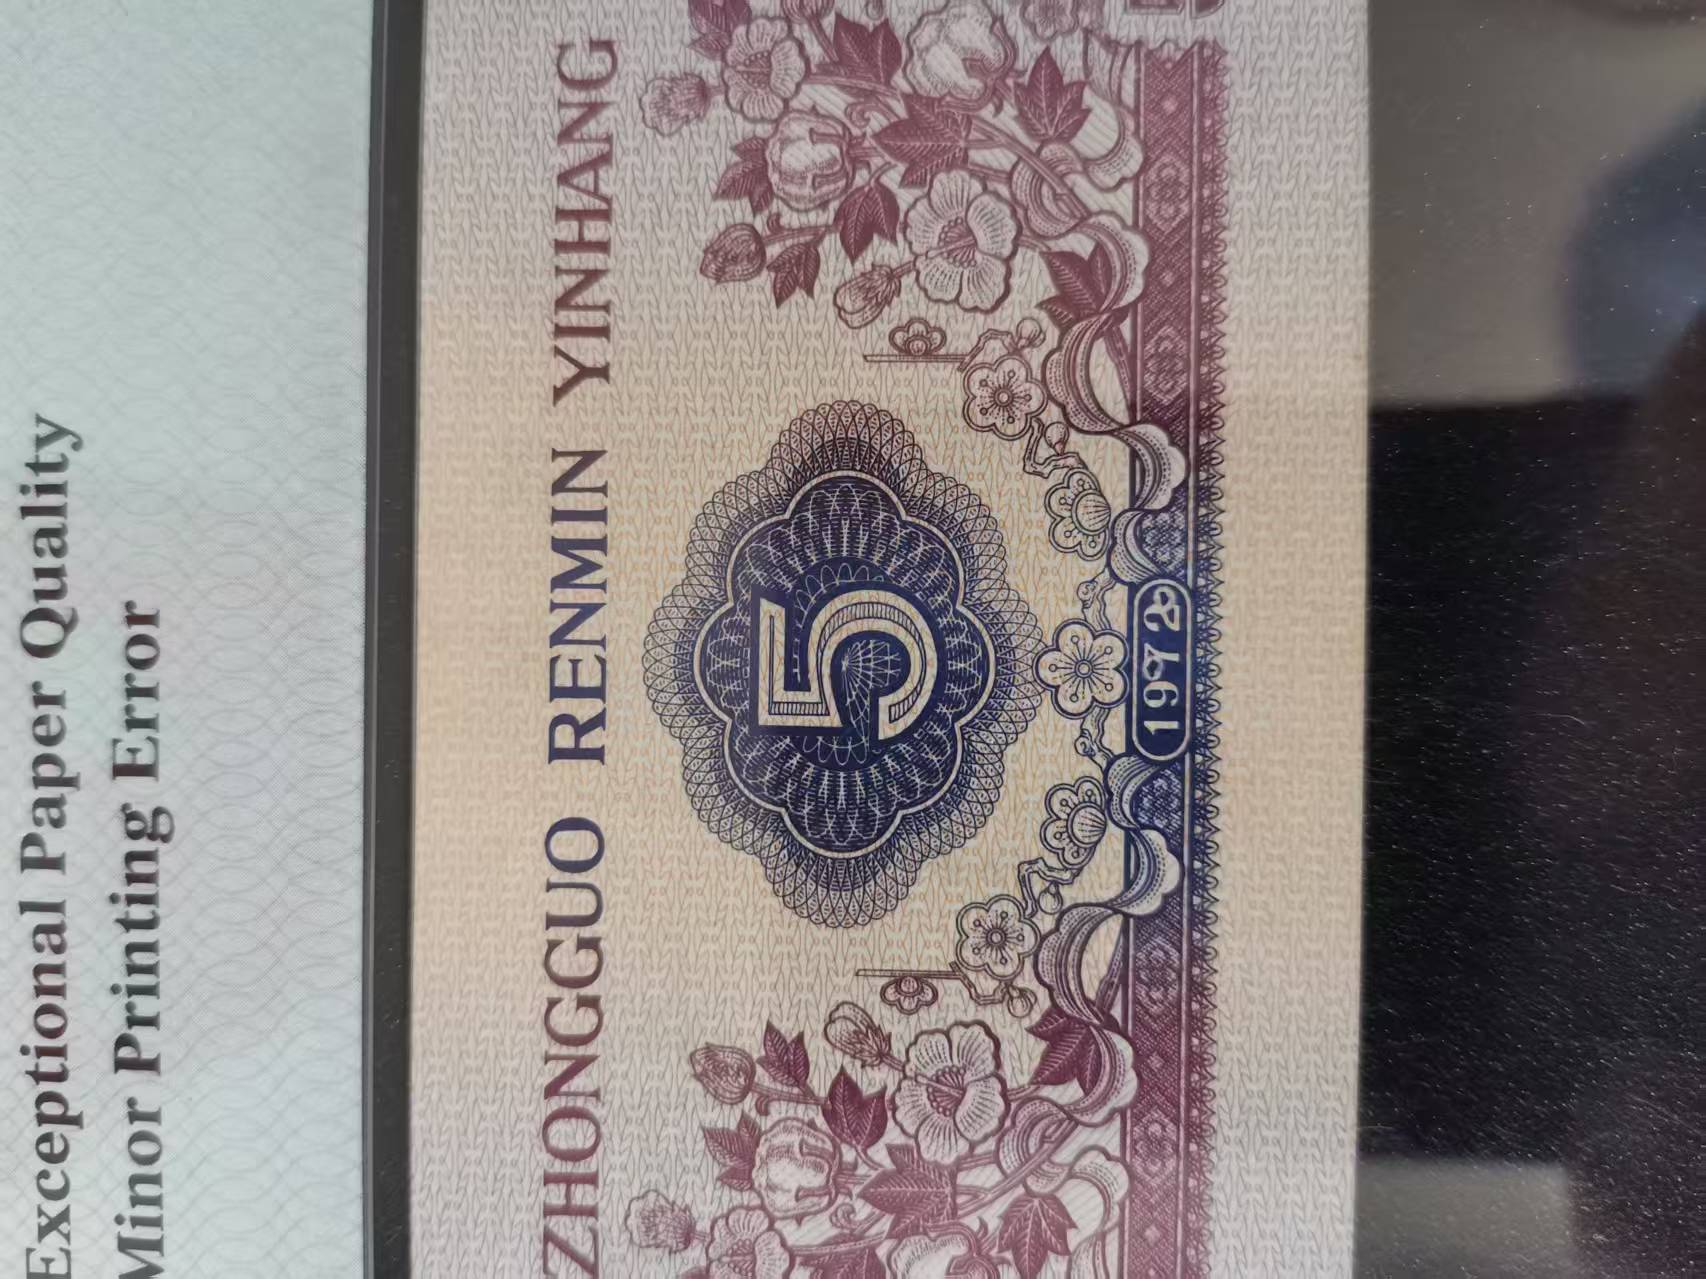 Exceptional Paper Quality
Minor Printing Error
ZHONGGUO RENMIN YINHANG
5
1972